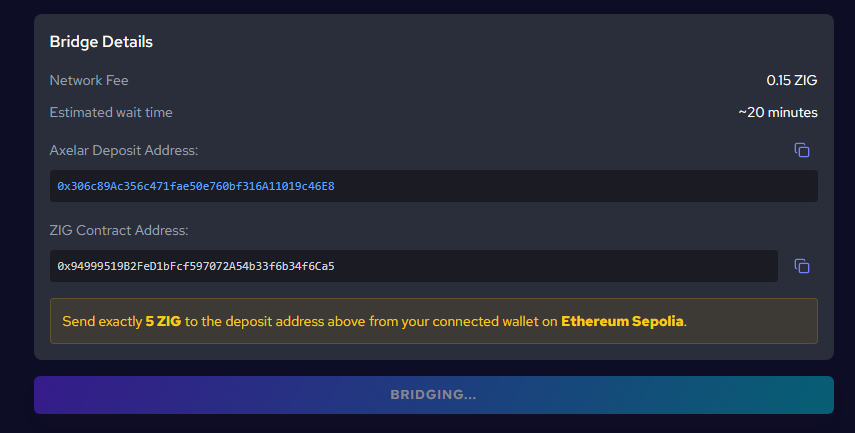 Bridge Details
Network Fee 0.15 ZIG
Estimated wait time ~20 minutes
Axelar Deposit Address:
0x306c89Ac356c471fae50e760bf316A11019c46E8
ZIG Contract Address:
0x94999519B2FeD1bFcf597072A54b33f6b34f6Ca5
Send exactly 5 ZIG to the deposit address above from your connected wallet on Ethereum Sepolia.
BRIDGING...